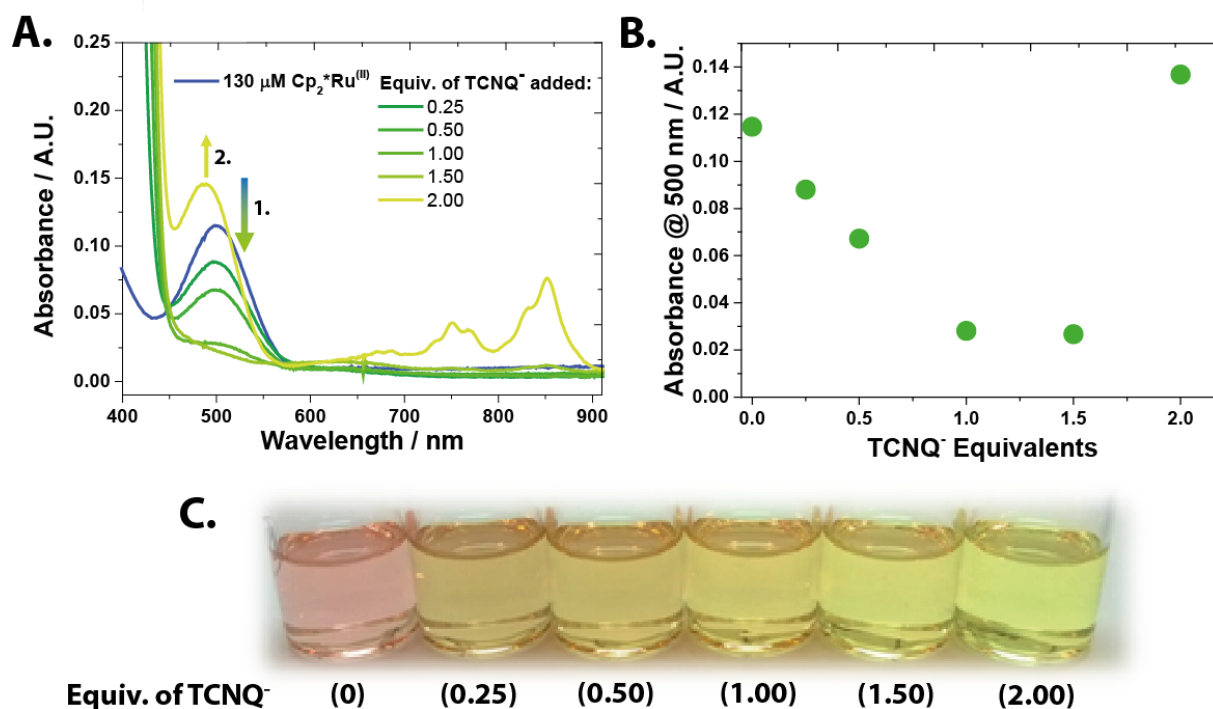 A.
0.25
0.20
0.15
0.10
0.05
0.00
Absorbance / A.U.
400 500 600 700 800 900
Wavelength / nm
130 μM Cp₂*Ru⁽ᴵᴵ⁾
Equiv. of TCNQ⁻ added:
0.25
0.50
1.00
1.50
2.00
2.
1.
B.
0.14
0.12
0.10
0.08
0.06
0.04
0.02
0.00
Absorbance @ 500 nm / A.U.
0.0 0.5 1.0 1.5 2.0
TCNQ⁻ Equivalents
C.
Equiv. of TCNQ⁻ (0) (0.25) (0.50) (1.00) (1.50) (2.00)